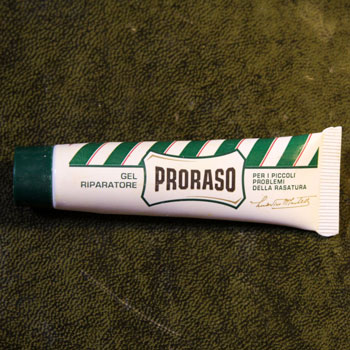 GEL
RIPARATORE
PRORASO
PER I PICCOLI
PROBLEMI
DELLA RASATURA